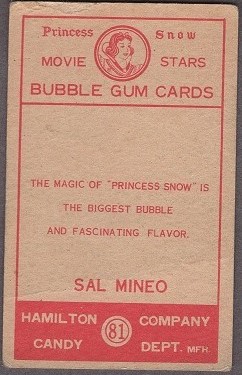 Princess Snow
MOVIE STARS
BUBBLE GUM CARDS
THE MAGIC OF "PRINCESS SNOW" IS
THE BIGGEST BUBBLE
AND FASCINATING FLAVOR.
SAL MINEO
HAMILTON COMPANY
81
CANDY DEPT. MFR.